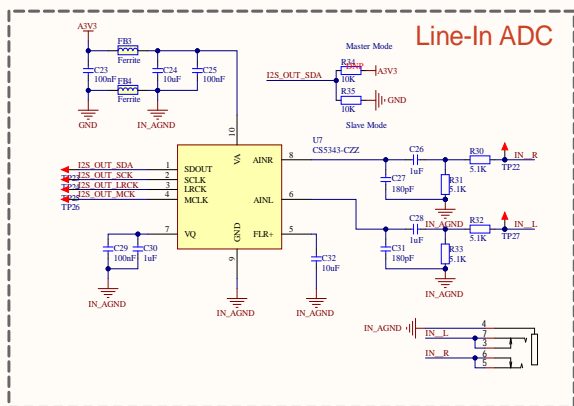 Line-In ADC
A3V3
FB3
Ferrite
C23
100nF
C24
10uF
C25
100nF
FB4
Ferrite
GND
IN_AGND
Master Mode
R34
DNP
A3V3
10K
I2S_OUT_SDA
R35
GND
10K
Slave Mode
U7
CS5343-CZZ
10
VA
I2S_OUT_SDA
1
SDOUT
AINR
8
TP23
I2S_OUT_SCK
2
SCLK
TP24
I2S_OUT_LRCK
3
LRCK
TP25
I2S_OUT_MCK
4
MCLK
AINL
6
TP26
7
VQ
GND
FLR+
5
9
C26
1uF
R30
5.1K
IN_R
TP22
C27
180pF
R31
5.1K
IN_AGND
C28
1uF
R32
5.1K
IN_L
TP27
C31
180pF
R33
5.1K
IN_AGND
C29
100nF
C30
1uF
IN_AGND
C32
10uF
IN_AGND
IN_AGND
IN_AGND
4
IN_L
7
3
IN_R
6
5